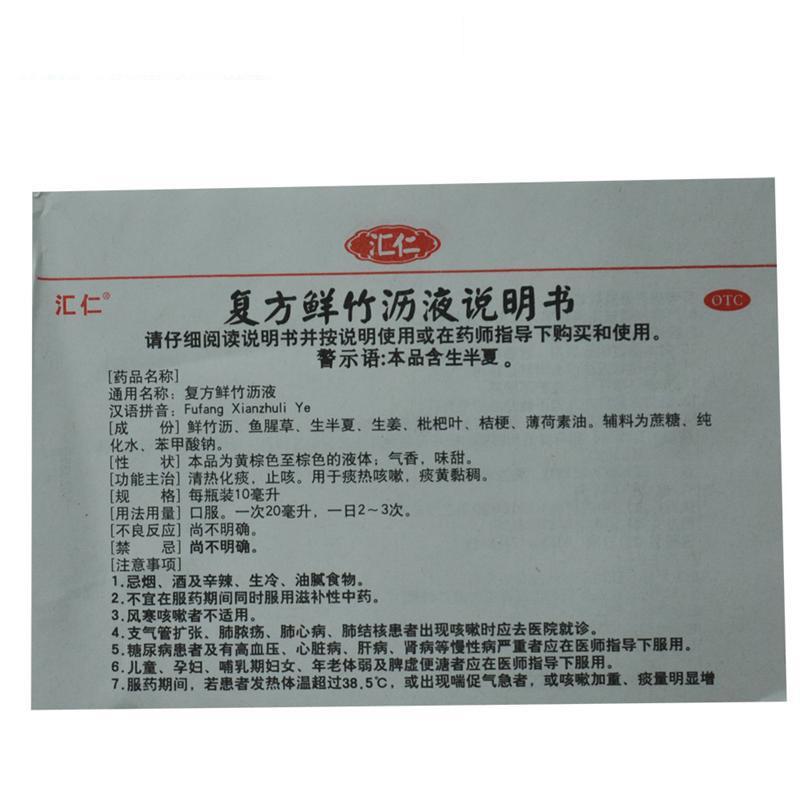 汇仁
汇仁®
复方鲜竹沥液说明书
OTC
请仔细阅读说明书并按说明使用或在药师指导下购买和使用。
警示语:本品含生半夏。
[药品名称]
通用名称：复方鲜竹沥液
汉语拼音：Fufang Xianzhuli Ye
[成　份] 鲜竹沥、鱼腥草、生半夏、生姜、枇杷叶、桔梗、薄荷素油。辅料为蔗糖、纯
化水、苯甲酸钠。
[性　状] 本品为黄棕色至棕色的液体；气香，味甜。
[功能主治] 清热化痰，止咳。用于痰热咳嗽，痰黄黏稠。
[规　格] 每瓶装10毫升
[用法用量] 口服。一次20毫升，一日2～3次。
[不良反应] 尚不明确。
[禁　忌] 尚不明确。
[注意事项]
1.忌烟、酒及辛辣、生冷、油腻食物。
2.不宜在服药期间同时服用滋补性中药。
3.风寒咳嗽者不适用。
4.支气管扩张、肺脓疡、肺心病、肺结核患者出现咳嗽时应去医院就诊。
5.糖尿病患者及有高血压、心脏病、肝病、肾病等慢性病严重者应在医师指导下服用。
6.儿童、孕妇、哺乳期妇女、年老体弱及脾虚便溏者应在医师指导下服用。
7.服药期间，若患者发热体温超过38.5℃，或出现喘促气急者，或咳嗽加重、痰量明显增